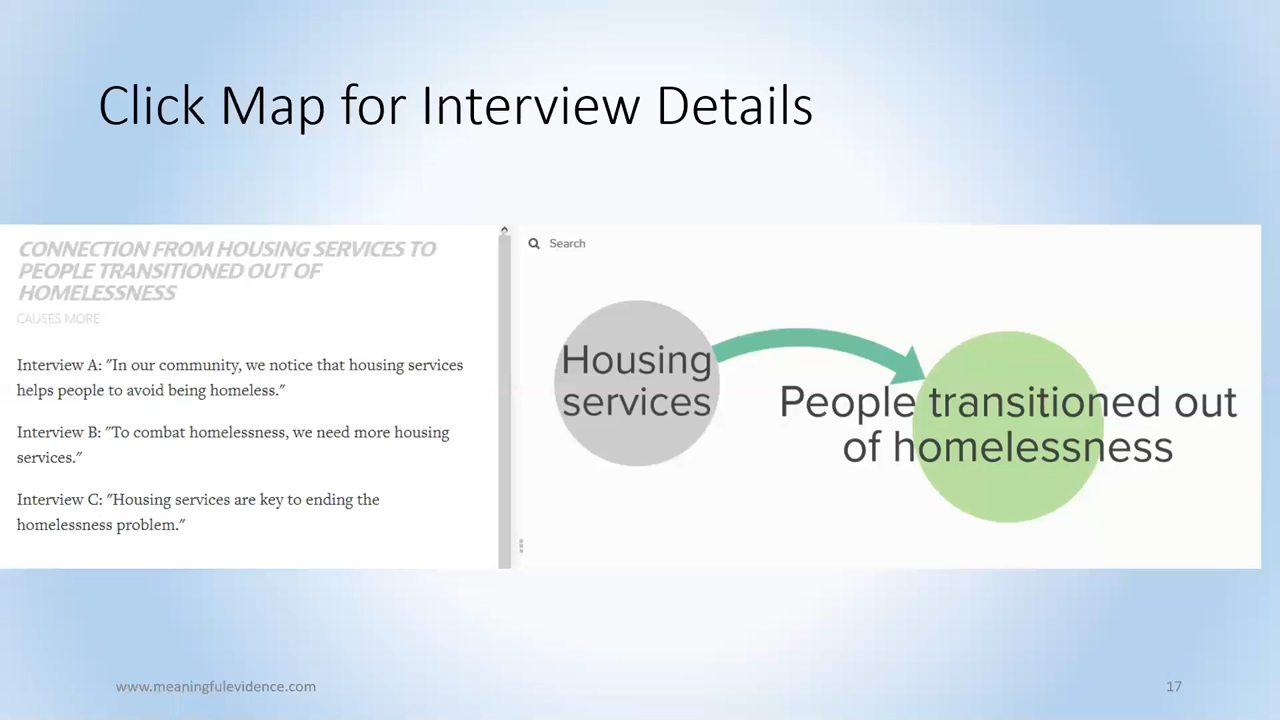 Click Map for Interview Details
CONNECTION FROM HOUSING SERVICES TO
PEOPLE TRANSITIONED OUT OF
HOMELESSNESS
CAUSES MORE
Interview A: "In our community, we notice that housing services
helps people to avoid being homeless."
Interview B: "To combat homelessness, we need more housing
services."
Interview C: "Housing services are key to ending the
homelessness problem."
Search
Housing
services
People transitioned out
of homelessness
www.meaningfulevidence.com
17